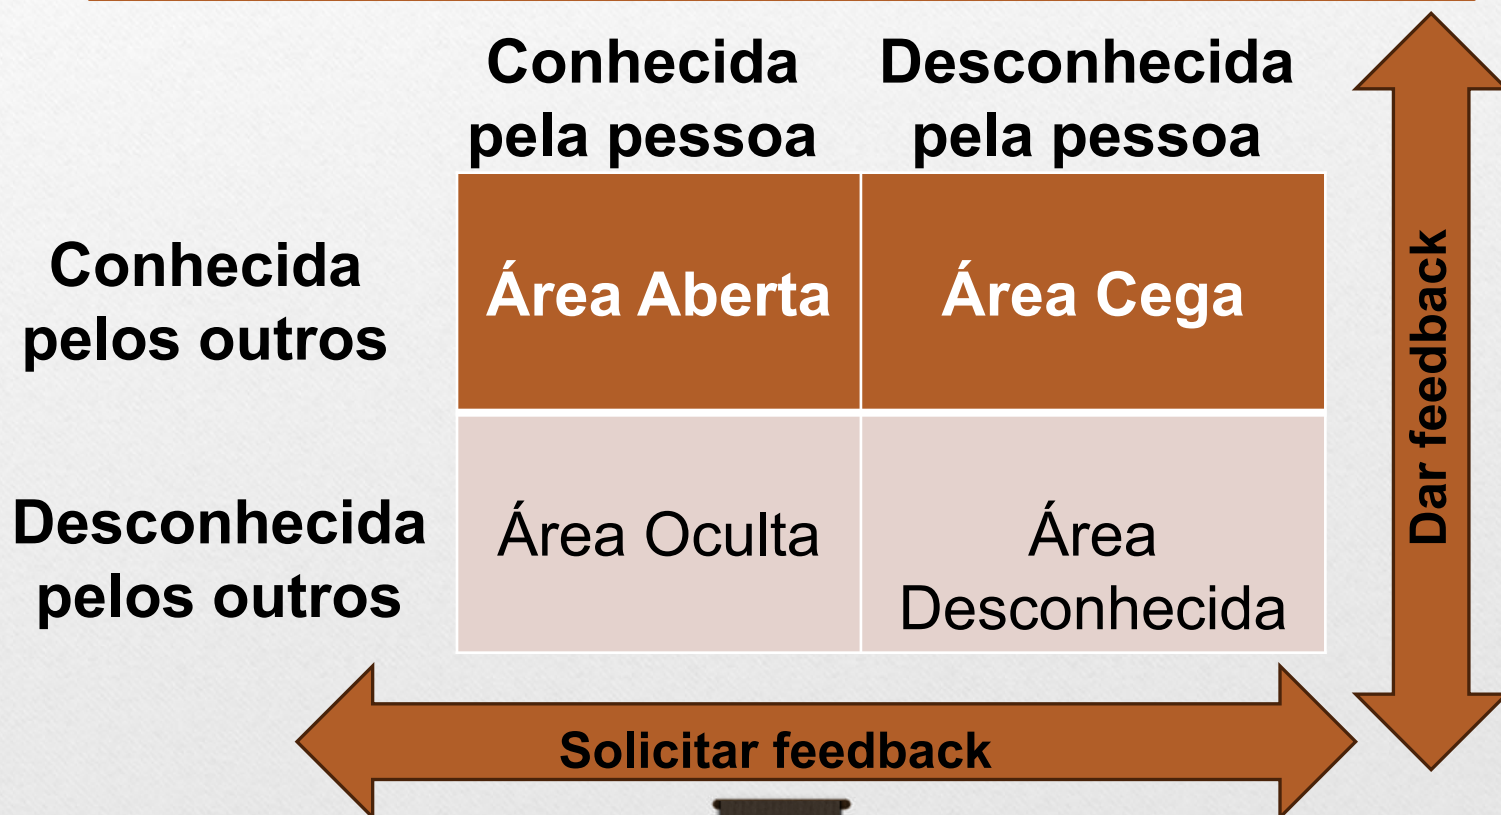 Conhecida
pela pessoa
Desconhecida
pela pessoa
Conhecida
pelos outros
Área Aberta
Área Cega
Desconhecida
pelos outros
Área Oculta
Área
Desconhecida
Dar feedback
Solicitar feedback